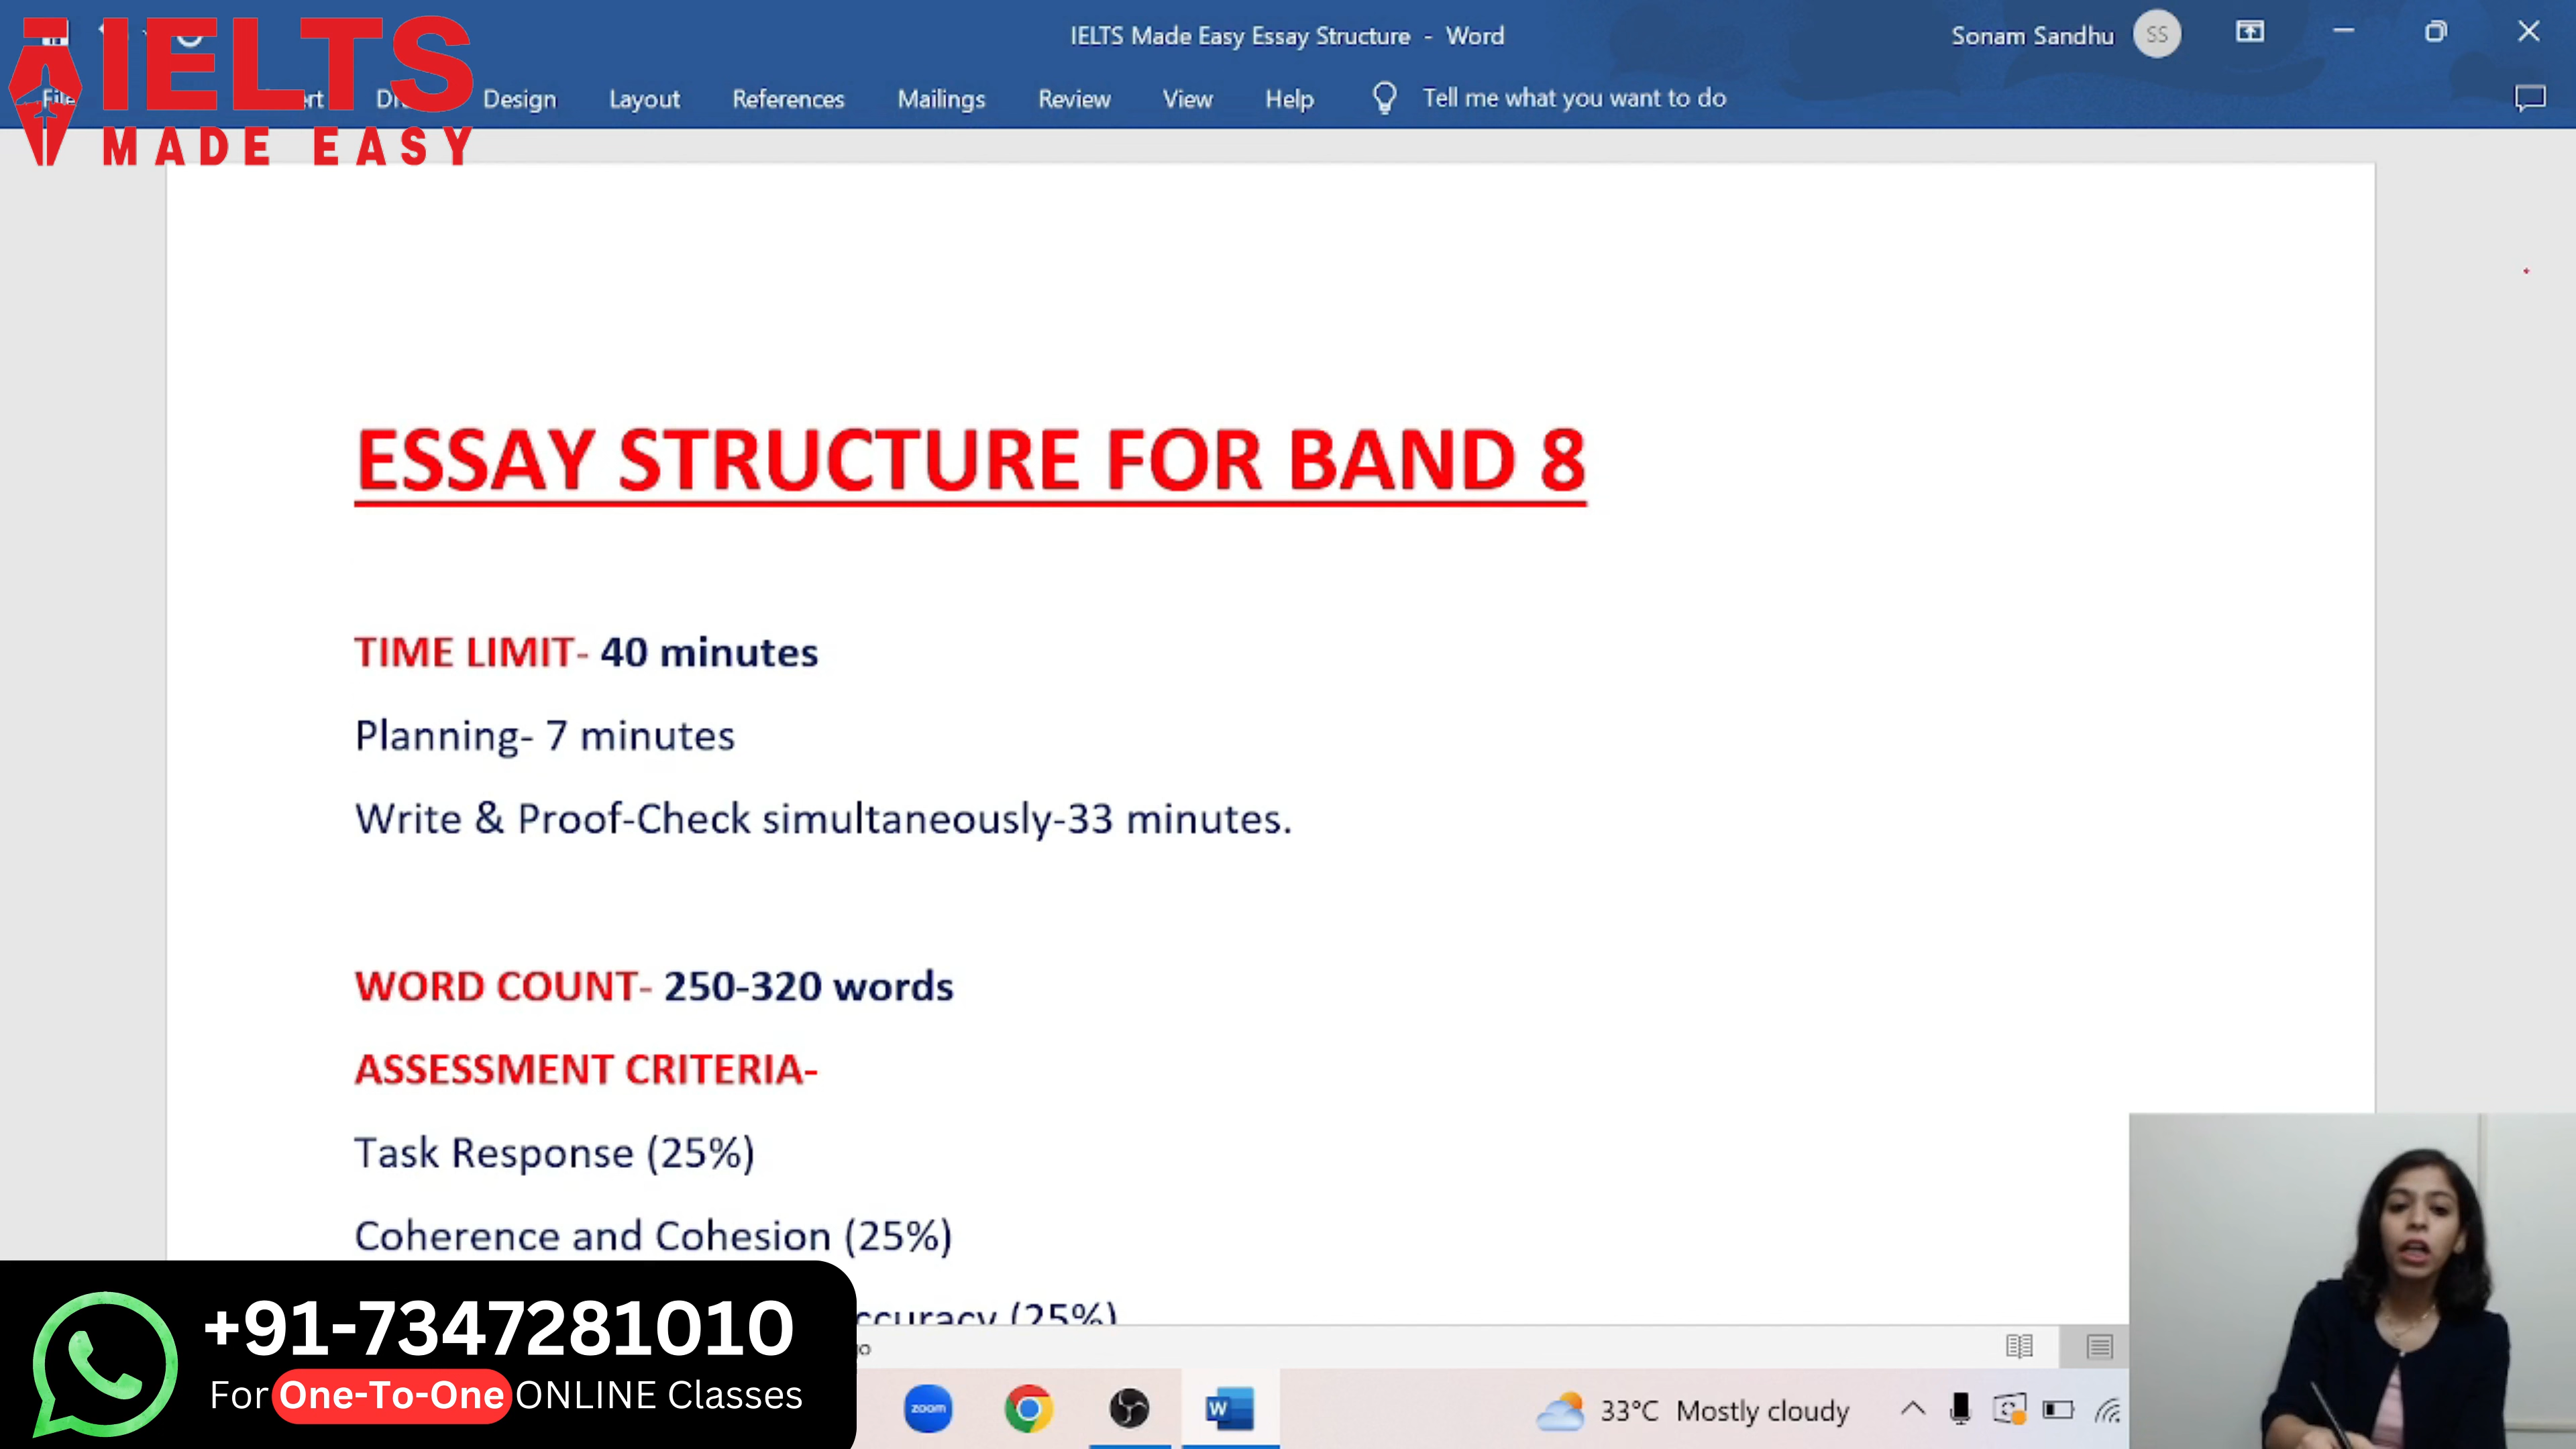 IELTS Made Easy Essay Structure - Word
Sonam Sandhu SS
IELTS
MADE EASY
File Design Layout References Mailings Review View Help Tell me what you want to do
ESSAY STRUCTURE FOR BAND 8
TIME LIMIT- 40 minutes
Planning- 7 minutes
Write & Proof-Check simultaneously-33 minutes.
WORD COUNT- 250-320 words
ASSESSMENT CRITERIA-
Task Response (25%)
Coherence and Cohesion (25%)
ccuracy (25%)
+91-7347281010
For One-To-One ONLINE Classes
zoom
W
33°C Mostly cloudy